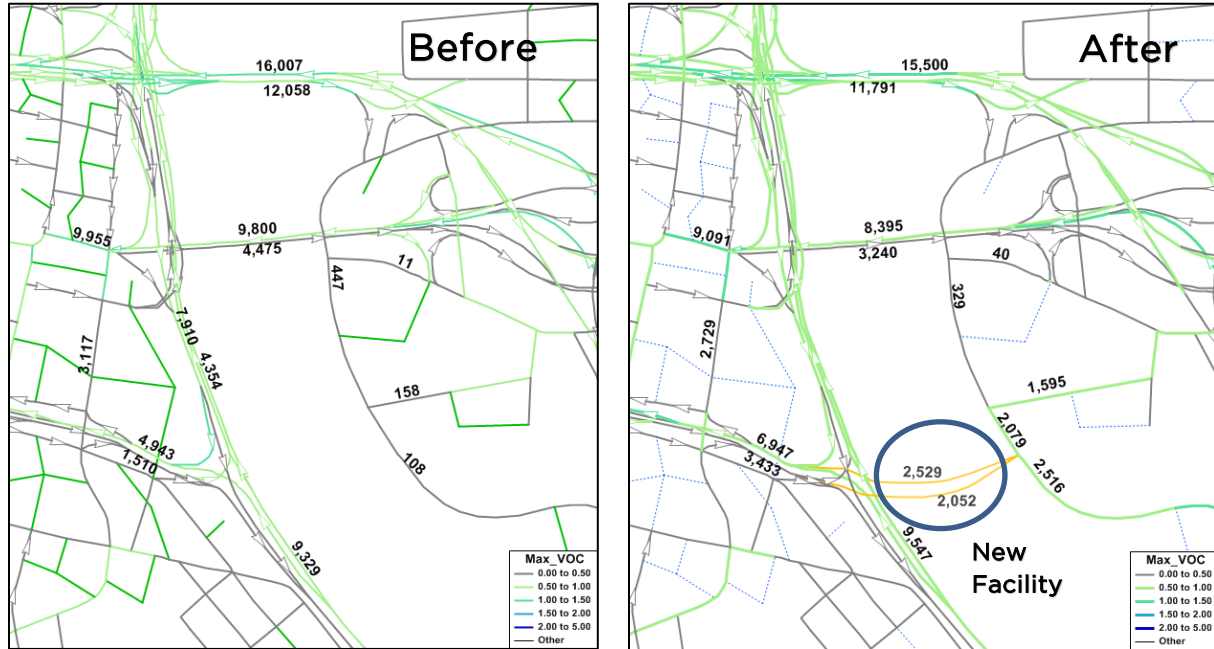 Before
16,007
12,058
9,955
9,800
4,475
11
447
7,910
4,354
3,117
158
4,943
1,510
108
9,329
Max_VOC
0.00 to 0.50
0.50 to 1.00
1.00 to 1.50
1.50 to 2.00
2.00 to 5.00
Other
After
15,500
11,791
9,091
8,395
3,240
40
329
2,729
1,595
2,079
6,947
3,433
2,529
2,516
2,052
9,547
New
Facility
Max_VOC
0.00 to 0.50
0.50 to 1.00
1.00 to 1.50
1.50 to 2.00
2.00 to 5.00
Other